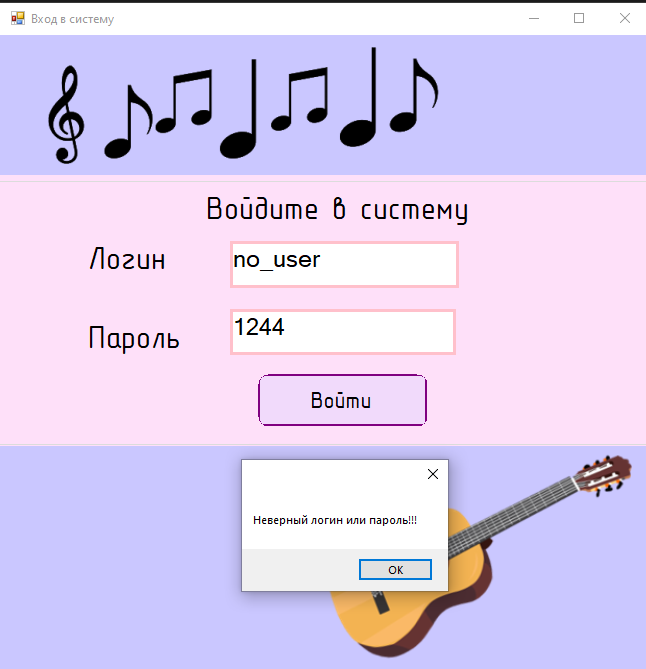 Вход в систему
Войдите в систему
Логин
no_user
Пароль
1244
Войти
Неверный логин или пароль!!!
OK